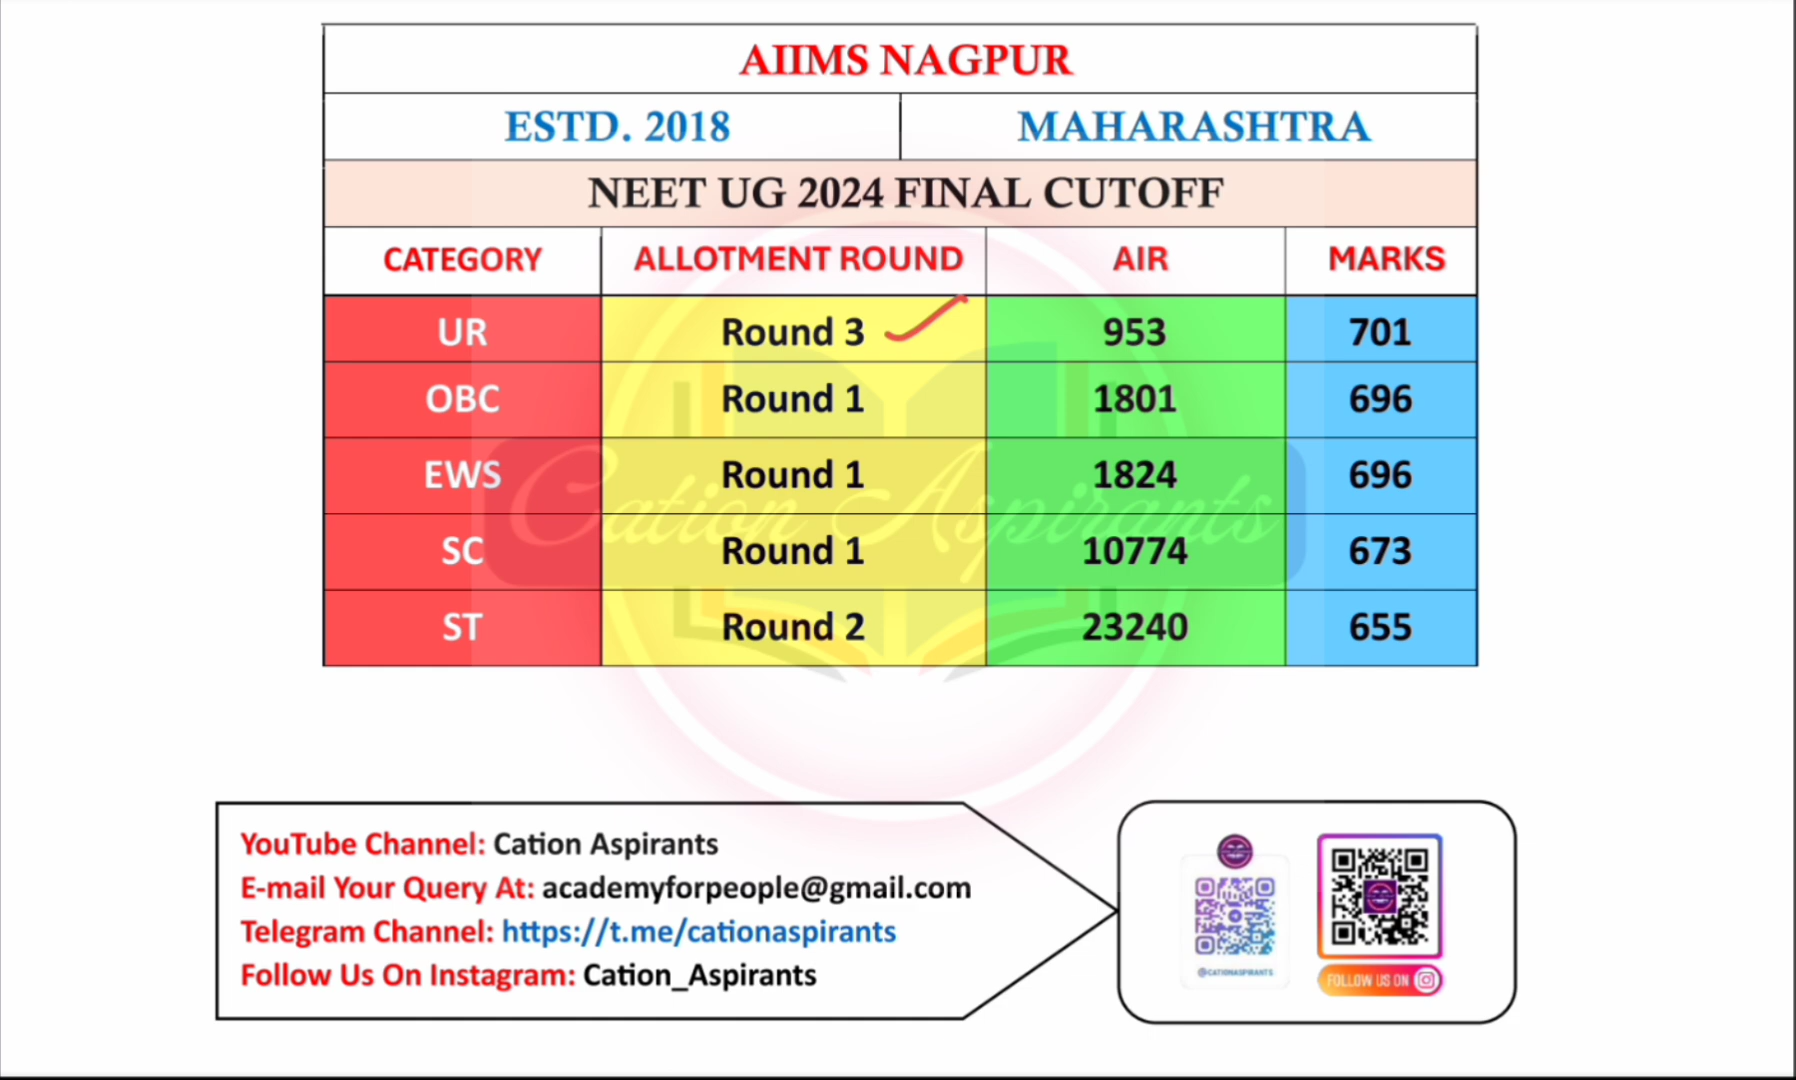 AIIMS NAGPUR
ESTD. 2018 MAHARASHTRA
NEET UG 2024 FINAL CUTOFF
CATEGORY ALLOTMENT ROUND AIR MARKS
UR Round 3 953 701
OBC Round 1 1801 696
EWS Round 1 1824 696
SC Round 1 10774 673
ST Round 2 23240 655
Cation Aspirants
YouTube Channel: Cation Aspirants
E-mail Your Query At: academyforpeople@gmail.com
Telegram Channel: https://t.me/cationaspirants
Follow Us On Instagram: Cation_Aspirants
@CATIONASPIRANTS
FOLLOW US ON